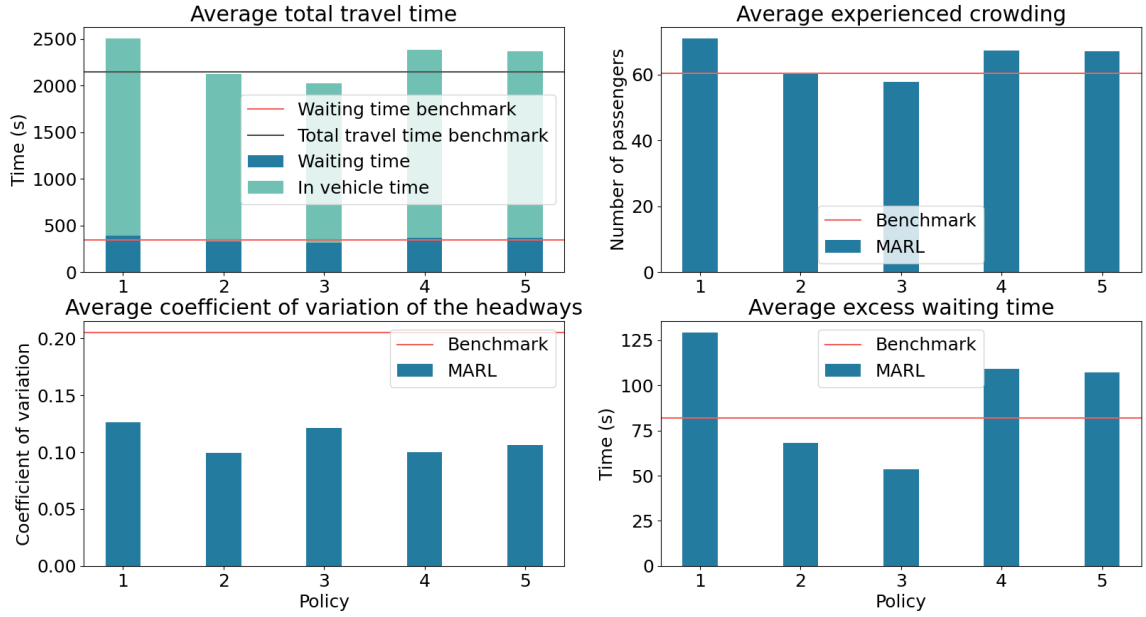 Average total travel time
2500
2000
1500
1000
500
0
Time (s)
Waiting time benchmark
Total travel time benchmark
Waiting time
In vehicle time
1 2 3 4 5
Average experienced crowding
60
40
20
0
Number of passengers
Benchmark
MARL
1 2 3 4 5
Average coefficient of variation of the headways
0.20
0.15
0.10
0.05
0.00
Coefficient of variation
Benchmark
MARL
1 2 3 4 5
Policy
Average excess waiting time
125
100
75
50
25
0
Time (s)
Benchmark
MARL
1 2 3 4 5
Policy